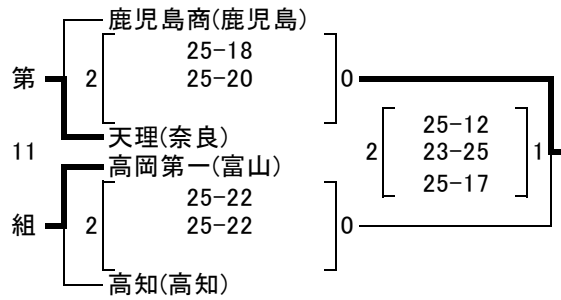 鹿児島商(鹿児島)
25-18
第 2 25-20 0
天理(奈良)
11
25-12
2 23-25 1
25-17
高岡第一(富山)
25-22
組 2 25-22 0
高知(高知)